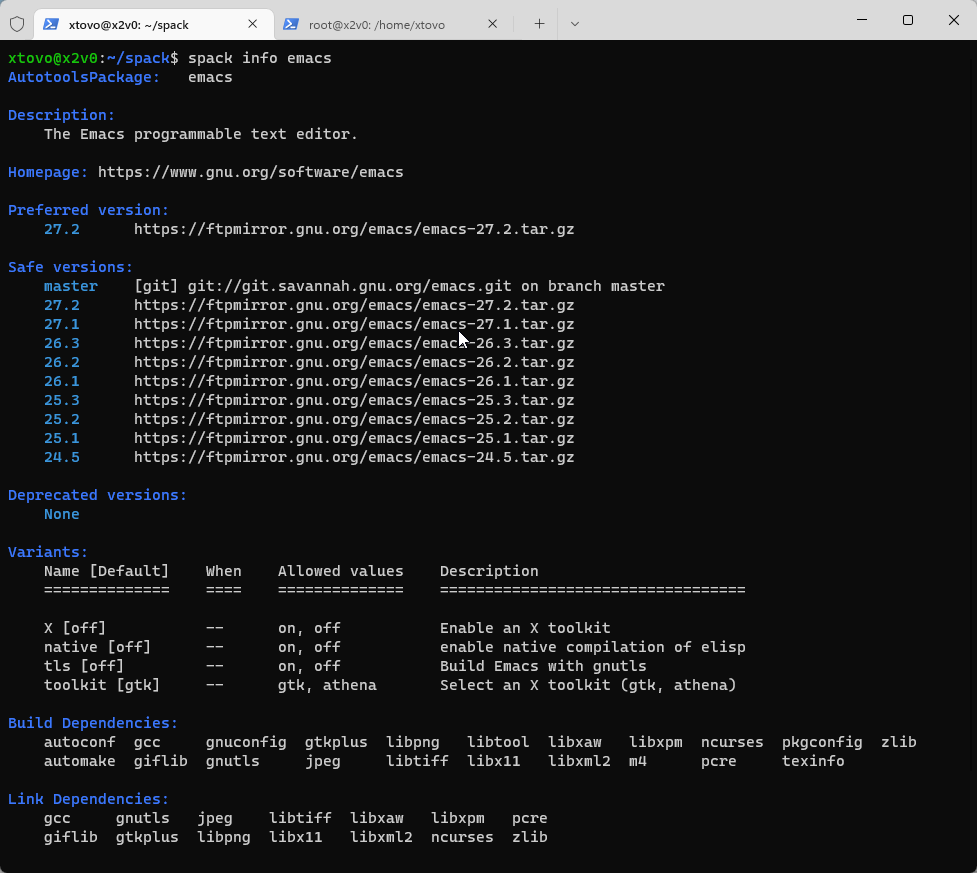 xtovo@x2v0: ~/spack
root@x2v0: /home/xtovo
xtovo@x2v0:~/spack$ spack info emacs
AutotoolsPackage:   emacs
Description:
    The Emacs programmable text editor.
Homepage: https://www.gnu.org/software/emacs
Preferred version:
    27.2      https://ftpmirror.gnu.org/emacs/emacs-27.2.tar.gz
Safe versions:
    master    [git] git://git.savannah.gnu.org/emacs.git on branch master
    27.2      https://ftpmirror.gnu.org/emacs/emacs-27.2.tar.gz
    27.1      https://ftpmirror.gnu.org/emacs/emacs-27.1.tar.gz
    26.3      https://ftpmirror.gnu.org/emacs/emacs-26.3.tar.gz
    26.2      https://ftpmirror.gnu.org/emacs/emacs-26.2.tar.gz
    26.1      https://ftpmirror.gnu.org/emacs/emacs-26.1.tar.gz
    25.3      https://ftpmirror.gnu.org/emacs/emacs-25.3.tar.gz
    25.2      https://ftpmirror.gnu.org/emacs/emacs-25.2.tar.gz
    25.1      https://ftpmirror.gnu.org/emacs/emacs-25.1.tar.gz
    24.5      https://ftpmirror.gnu.org/emacs/emacs-24.5.tar.gz
Deprecated versions:
    None
Variants:
    Name [Default]    When    Allowed values    Description
    ==============    ====    ==============    ==================================
    X [off]           --      on, off           Enable an X toolkit
    native [off]      --      on, off           enable native compilation of elisp
    tls [off]         --      on, off           Build Emacs with gnutls
    toolkit [gtk]     --      gtk, athena       Select an X toolkit (gtk, athena)
Build Dependencies:
    autoconf  gcc     gnuconfig  gtkplus  libpng   libtool  libxaw   libxpm  ncurses  pkgconfig  zlib
    automake  giflib  gnutls     jpeg     libtiff  libx11   libxml2  m4      pcre     texinfo
Link Dependencies:
    gcc     gnutls   jpeg    libtiff  libxaw   libxpm   pcre
    giflib  gtkplus  libpng  libx11   libxml2  ncurses  zlib